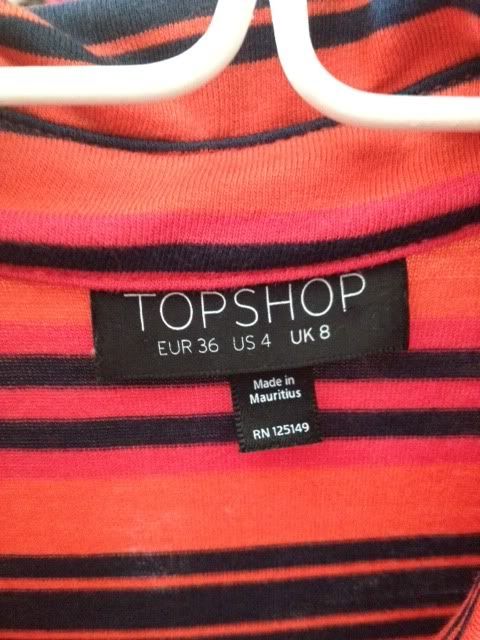 TOPSHOP
EUR 36 US 4 UK 8
Made in
Mauritius
RN 125149